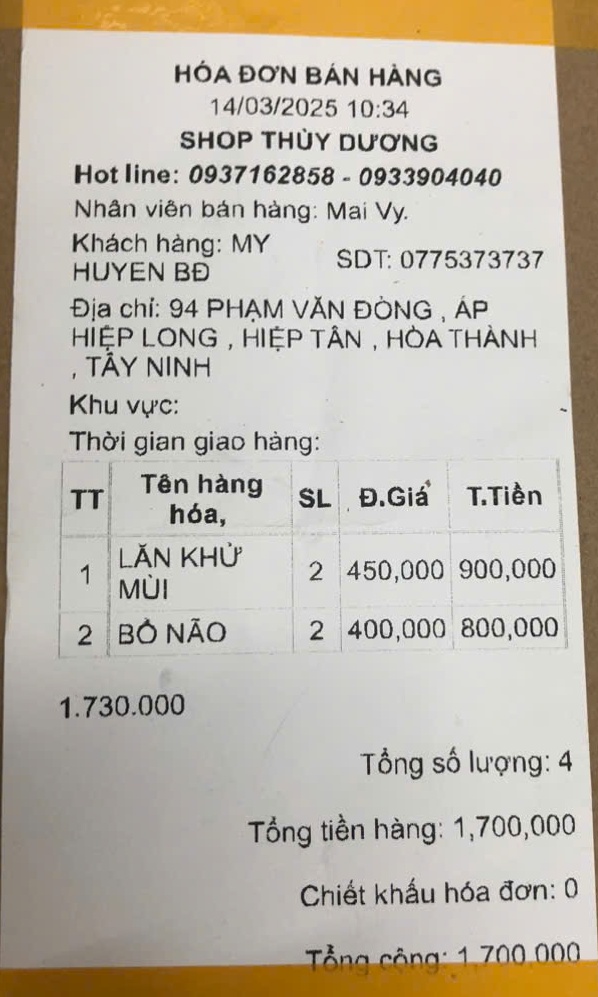 HÓA ĐƠN BÁN HÀNG
14/03/2025 10:34
SHOP THÙY DƯƠNG
Hot line: 0937162858 - 0933904040
Nhân viên bán hàng: Mai Vy.
Khách hàng: MY HUYEN BĐ SDT: 0775373737
Địa chỉ: 94 PHẠM VĂN ĐỒNG , ÁP
HIỆP LONG , HIỆP TÂN , HÒA THÀNH
, TÂY NINH
Khu vực:
Thời gian giao hàng:
TT Tên hàng hóa, SL Đ.Giá T.Tiền
1 LĂN KHỬ MÙI 2 450,000 900,000
2 BỔ NÃO 2 400,000 800,000
1.730.000
Tổng số lượng: 4
Tổng tiền hàng: 1,700,000
Chiết khấu hóa đơn: 0
Tổng cộng: 1,700,000